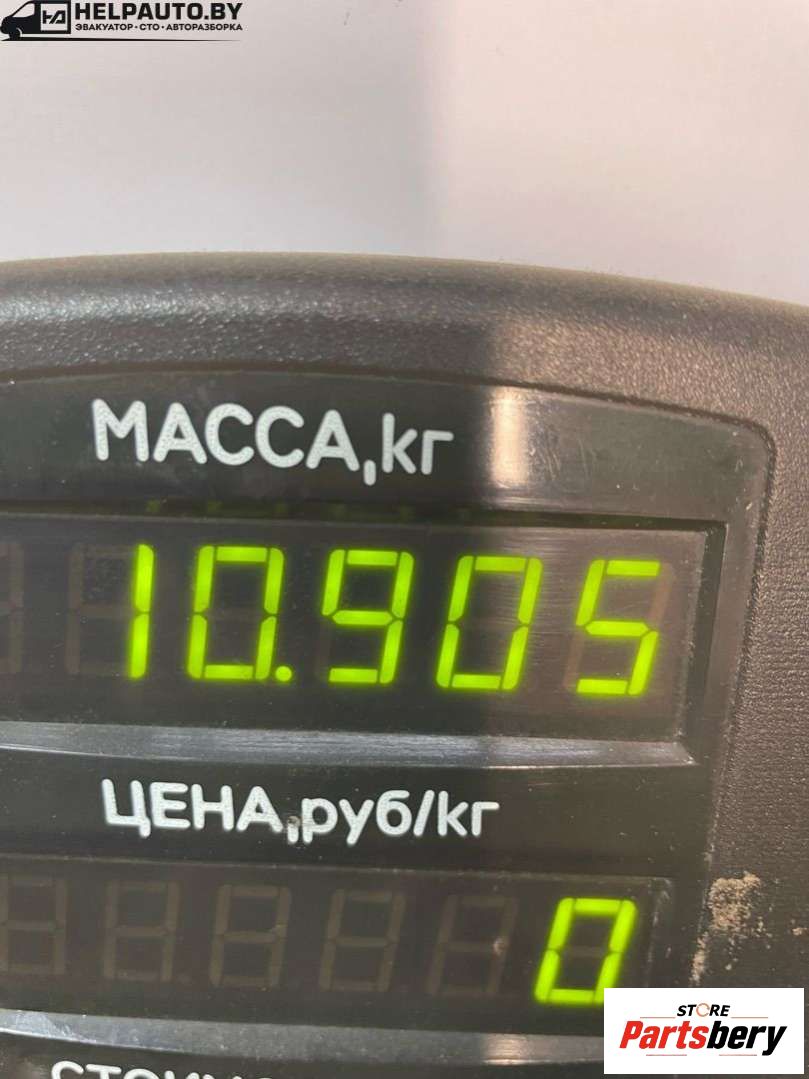 HELPAUTO.BY
ЭВАКУАТОР·СТО·АВТОРАЗБОРКА
МАССА,кг
10.905
ЦЕНА,руб/кг
0
STORE
Partsbery